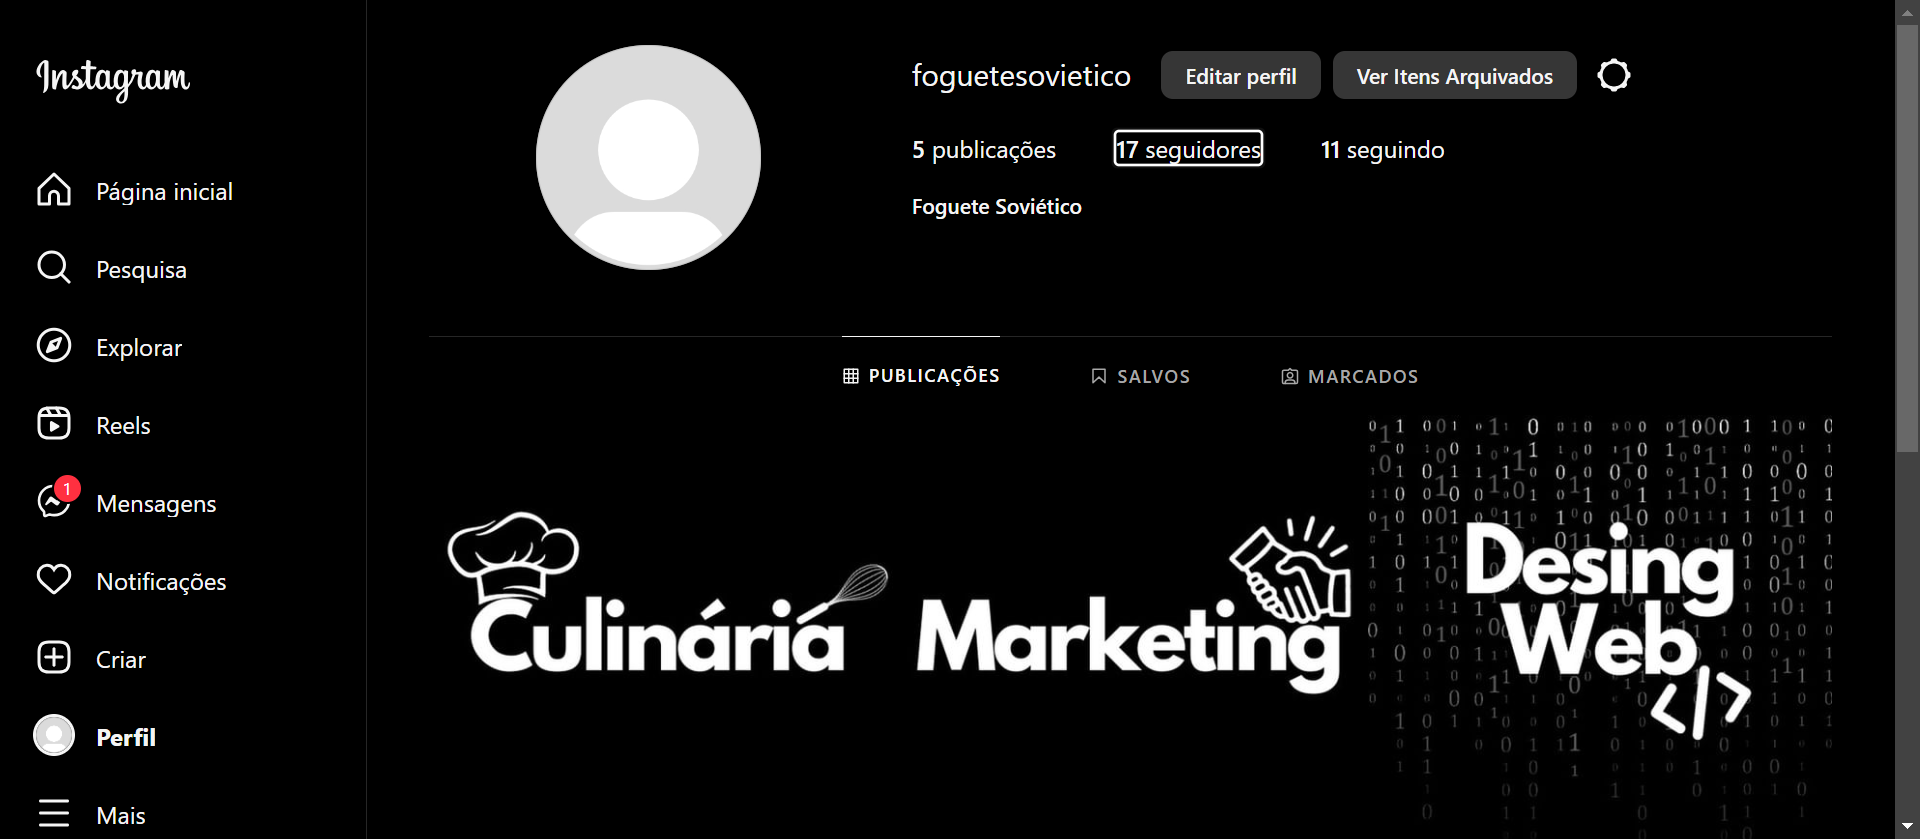 Instagram
Página inicial
Pesquisa
Explorar
Reels
1
Mensagens
Notificações
Criar
Perfil
Mais
foguetesovietico
Editar perfil
Ver Itens Arquivados
5 publicações
17 seguidores
11 seguindo
Foguete Soviético
PUBLICAÇÕES
SALVOS
MARCADOS
Culinária
Marketing
Desing
Web
</>